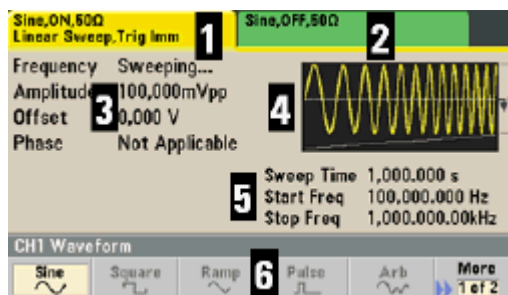 Sine,ON,50Ω
Linear Sweep,Trig Imm
1
Sine,OFF,50Ω
2
Frequency Sweeping...
Amplitude 100,000mVpp
3
Offset 0,000 V
Phase Not Applicable
4
5
Sweep Time 1,000.000 s
Start Freq 100,000.000 Hz
Stop Freq 1,000.000.00kHz
CH1 Waveform
Sine Square Ramp 6 Pulse Arb More
1 of 2